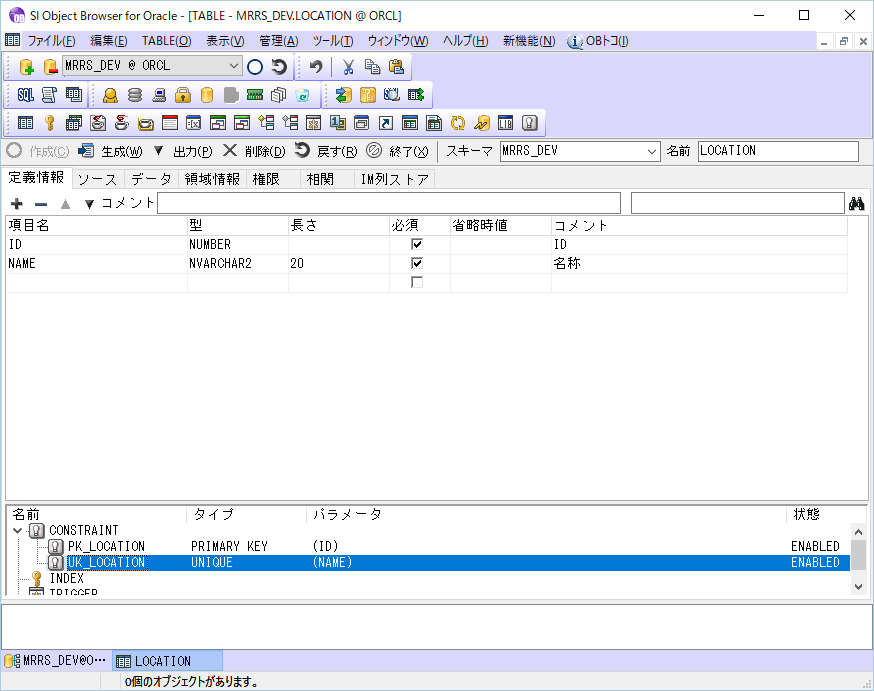 SI Object Browser for Oracle - [TABLE - MRRS_DEV.LOCATION @ ORCL]
ファイル(F) 編集(E) TABLE(O) 表示(V) 管理(A) ツール(T) ウィンドウ(W) ヘルプ(H) 新機能(N) OBトコ(I)
MRRS_DEV @ ORCL
SQL
作成(C) 生成(W) ▼ 出力(P) 削除(D) 戻す(R) 終了(X) スキーマ MRRS_DEV 名前 LOCATION
定義情報 ソース データ 領域情報 権限 相関 IM列ストア
コメント
項目名 型 長さ 必須 省略時値 コメント
ID NUMBER ID
NAME NVARCHAR2 20 名称
名前 タイプ パラメータ 状態
CONSTRAINT
PK_LOCATION PRIMARY KEY (ID) ENABLED
UK_LOCATION UNIQUE (NAME) ENABLED
INDEX
TRIGGER
MRRS_DEV@O… LOCATION
0個のオブジェクトがあります。